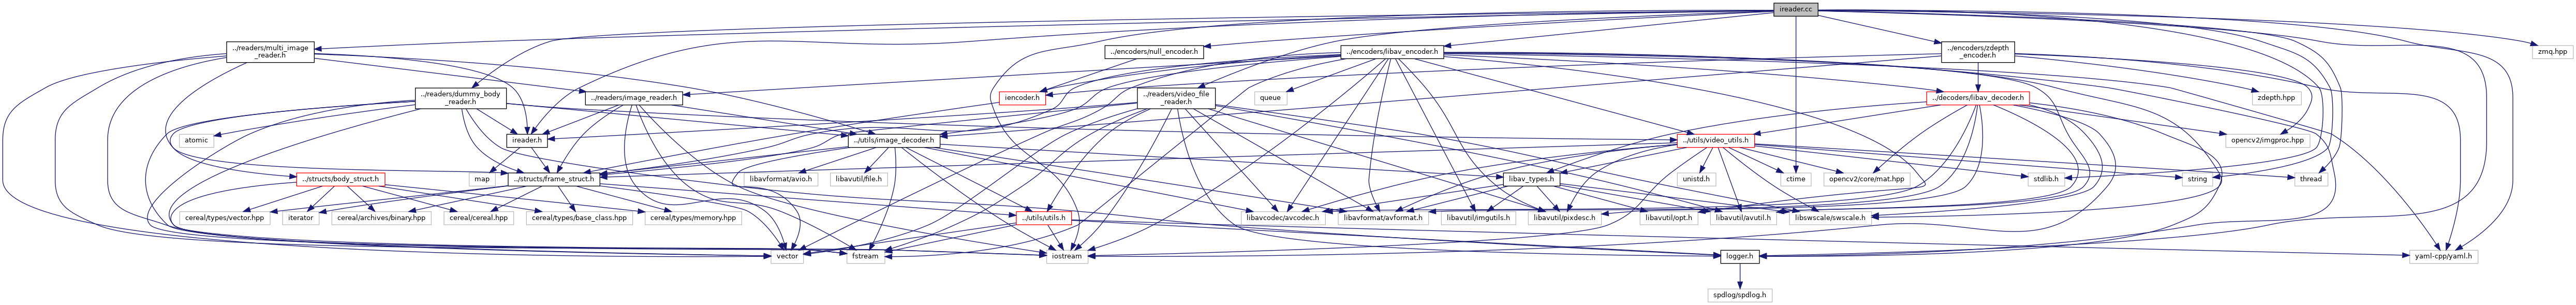 ireader.cc
../readers/multi_image
_reader.h
../encoders/null_encoder.h
../encoders/libav_encoder.h
../encoders/zdepth
_encoder.h
zmq.hpp
../readers/dummy_body
_reader.h
../readers/image_reader.h
iencoder.h
../readers/video_file
_reader.h
queue
../decoders/libav_decoder.h
zdepth.hpp
atomic
ireader.h
../utils/image_decoder.h
../utils/video_utils.h
opencv2/imgproc.hpp
../structs/body_struct.h
map
../structs/frame_struct.h
libavformat/avio.h
libavutil/file.h
libav_types.h
unistd.h
ctime
opencv2/core/mat.hpp
stdlib.h
string
thread
cereal/types/vector.hpp
iterator
cereal/archives/binary.hpp
cereal/cereal.hpp
cereal/types/base_class.hpp
cereal/types/memory.hpp
../utils/utils.h
libavcodec/avcodec.h
libavformat/avformat.h
libavutil/imgutils.h
libavutil/pixdesc.h
libavutil/opt.h
libavutil/avutil.h
libswscale/swscale.h
vector
fstream
iostream
logger.h
yaml-cpp/yaml.h
spdlog/spdlog.h